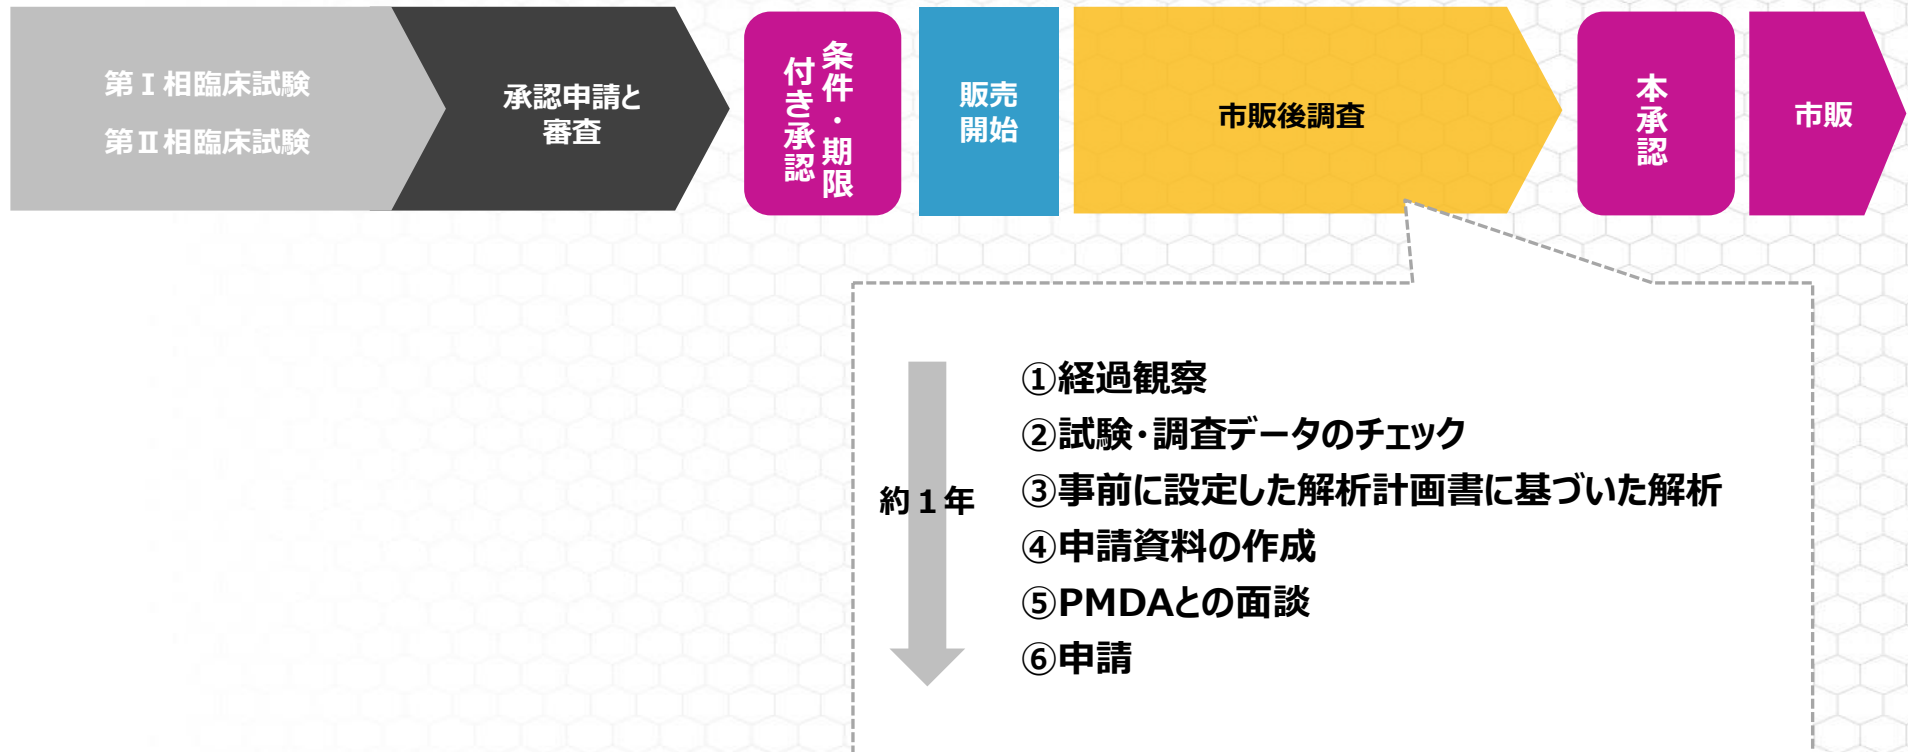 第Ⅰ相臨床試験
第Ⅱ相臨床試験
承認申請と
審査
条件・期限
付き承認
販売
開始
市販後調査
本承認
市販
約１年
①経過観察
②試験・調査データのチェック
③事前に設定した解析計画書に基づいた解析
④申請資料の作成
⑤PMDAとの面談
⑥申請